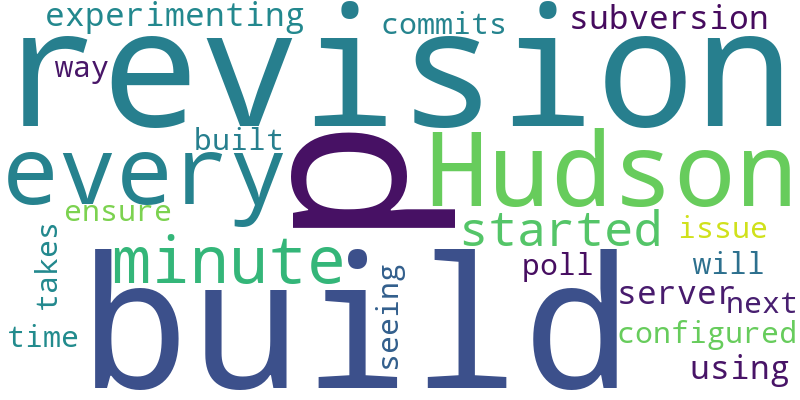 experimenting
commits
subversion
revision
way
built
every
p
Hudson
ensure
started
issue
takes
minute
seeing
poll
will
build
server
next
time
configured
using